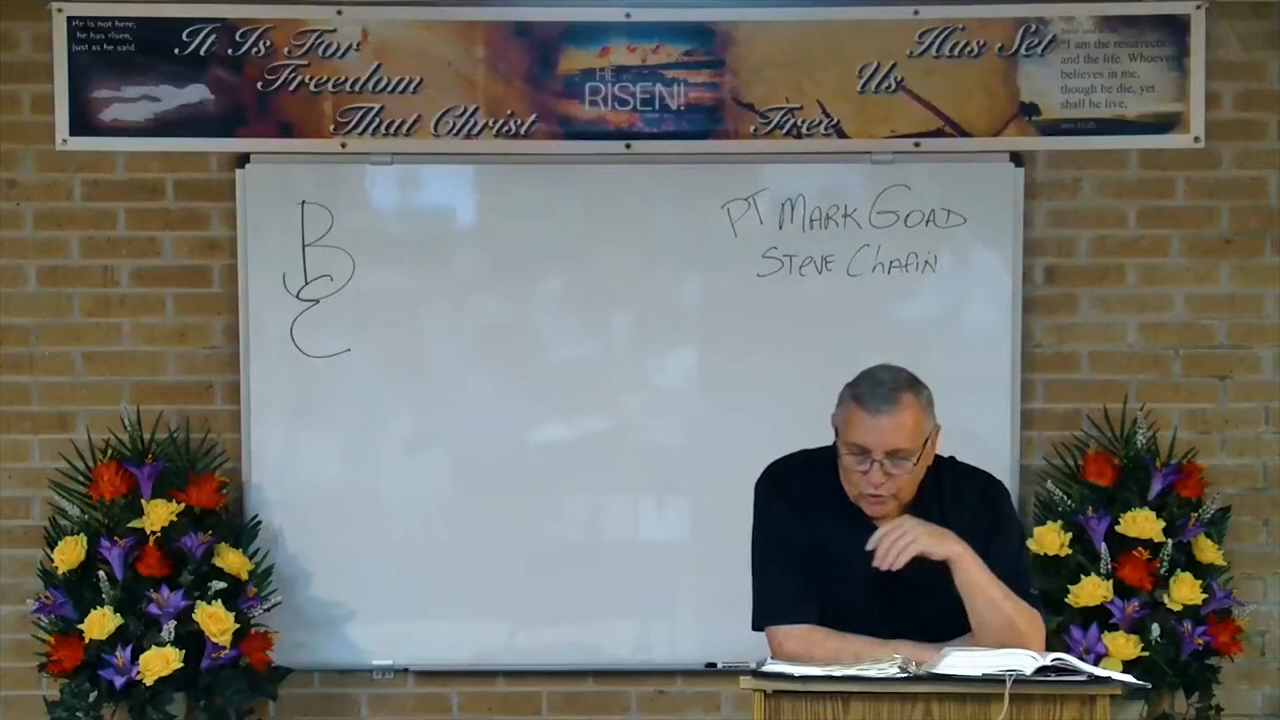 He is not here;
he has risen,
just as he said.
It Is For
Freedom
That Christ
HE
RISEN!
Has Set
Us
Free
"I am the resurrection
and the life. Whoever
believes in me,
though he die, yet
shall he live,
B
C
PT MARK GOAD
STEVE CHAFIN